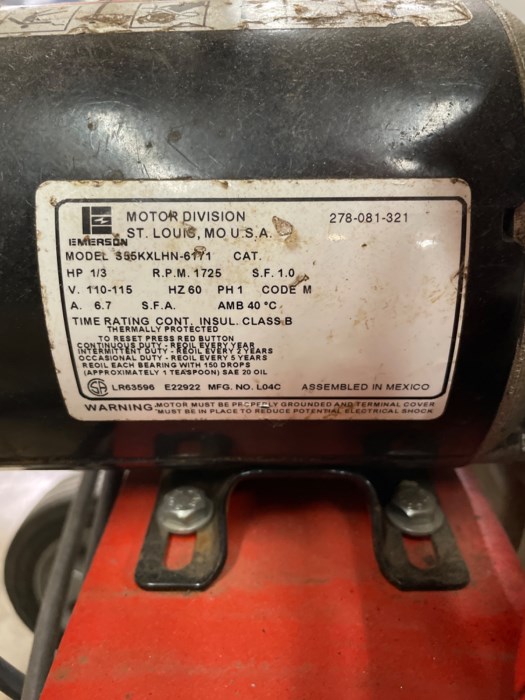 MOTOR DIVISION 278-081-321
EMERSON ST. LOUIS, MO U.S.A.
MODEL S55KXLHN-6171 CAT.
HP 1/3 R.P.M. 1725 S.F. 1.0
V. 110-115 HZ 60 PH 1 CODE M
A. 6.7 S.F.A. AMB 40 °C
TIME RATING CONT. INSUL. CLASS B
THERMALLY PROTECTED
TO RESET PRESS RED BUTTON
CONTINUOUS DUTY - REOIL EVERY YEAR
INTERMITTENT DUTY - REOIL EVERY 2 YEARS
OCCASIONAL DUTY - REOIL EVERY 5 YEARS
REOIL EACH BEARING WITH 150 DROPS
(APPROXIMATELY 1 TEASPOON) SAE 20 OIL
SA LR63596 E22922 MFG. NO. L04C ASSEMBLED IN MEXICO
WARNING: MOTOR MUST BE PROPERLY GROUNDED AND TERMINAL COVER
MUST BE IN PLACE TO REDUCE POTENTIAL ELECTRICAL SHOCK